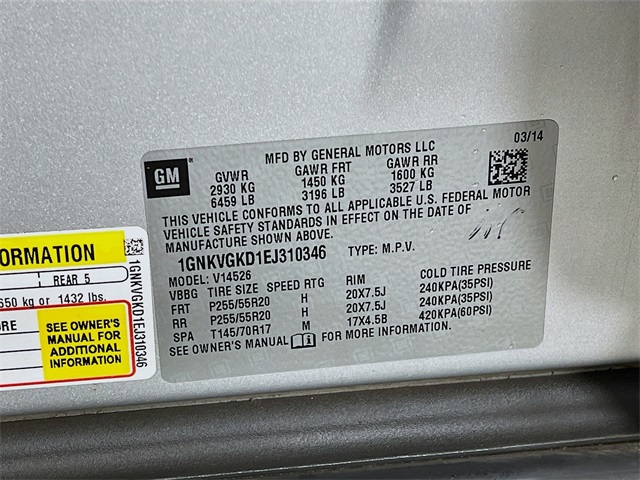 GM
MFD BY GENERAL MOTORS LLC
03/14
GVWR GAWR FRT GAWR RR
2930 KG 1450 KG 1600 KG
6459 LB 3196 LB 3527 LB
THIS VEHICLE CONFORMS TO ALL APPLICABLE U.S. FEDERAL MOTOR
VEHICLE SAFETY STANDARDS IN EFFECT ON THE DATE OF
MANUFACTURE SHOWN ABOVE.
1GNKVGKD1EJ310346 TYPE: M.P.V.
MODEL: V14526
VBBG TIRE SIZE SPEED RTG RIM COLD TIRE PRESSURE
FRT P255/55R20 H 20X7.5J 240KPA(35PSI)
RR P255/55R20 H 20X7.5J 240KPA(35PSI)
SPA T145/70R17 M 17X4.5B 420KPA(60PSI)
SEE OWNER'S MANUAL FOR MORE INFORMATION.
INFORMATION
REAR 5
650 kg or 1432 lbs.
SEE OWNER'S
MANUAL FOR
ADDITIONAL
INFORMATION
1GNKVGKD1EJ310346